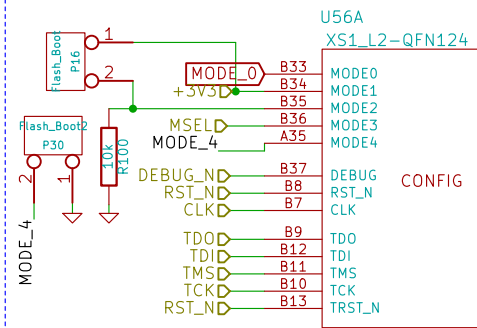 U56A
XS1_L2-QFN124
1
Flash_Boot
P16
2
MODE_0
B33
MODE0
+3V3
B34
MODE1
B35
MODE2
MSEL
B36
MODE3
MODE_4
A35
MODE4
Flash_Boot2
P30
10k
R100
2
1
MODE_4
CONFIG
DEBUG_N
B37
DEBUG
RST_N
B8
RST_N
CLK
B7
CLK
TDO
B9
TDO
TDI
B12
TDI
TMS
B11
TMS
TCK
B10
TCK
RST_N
B13
TRST_N